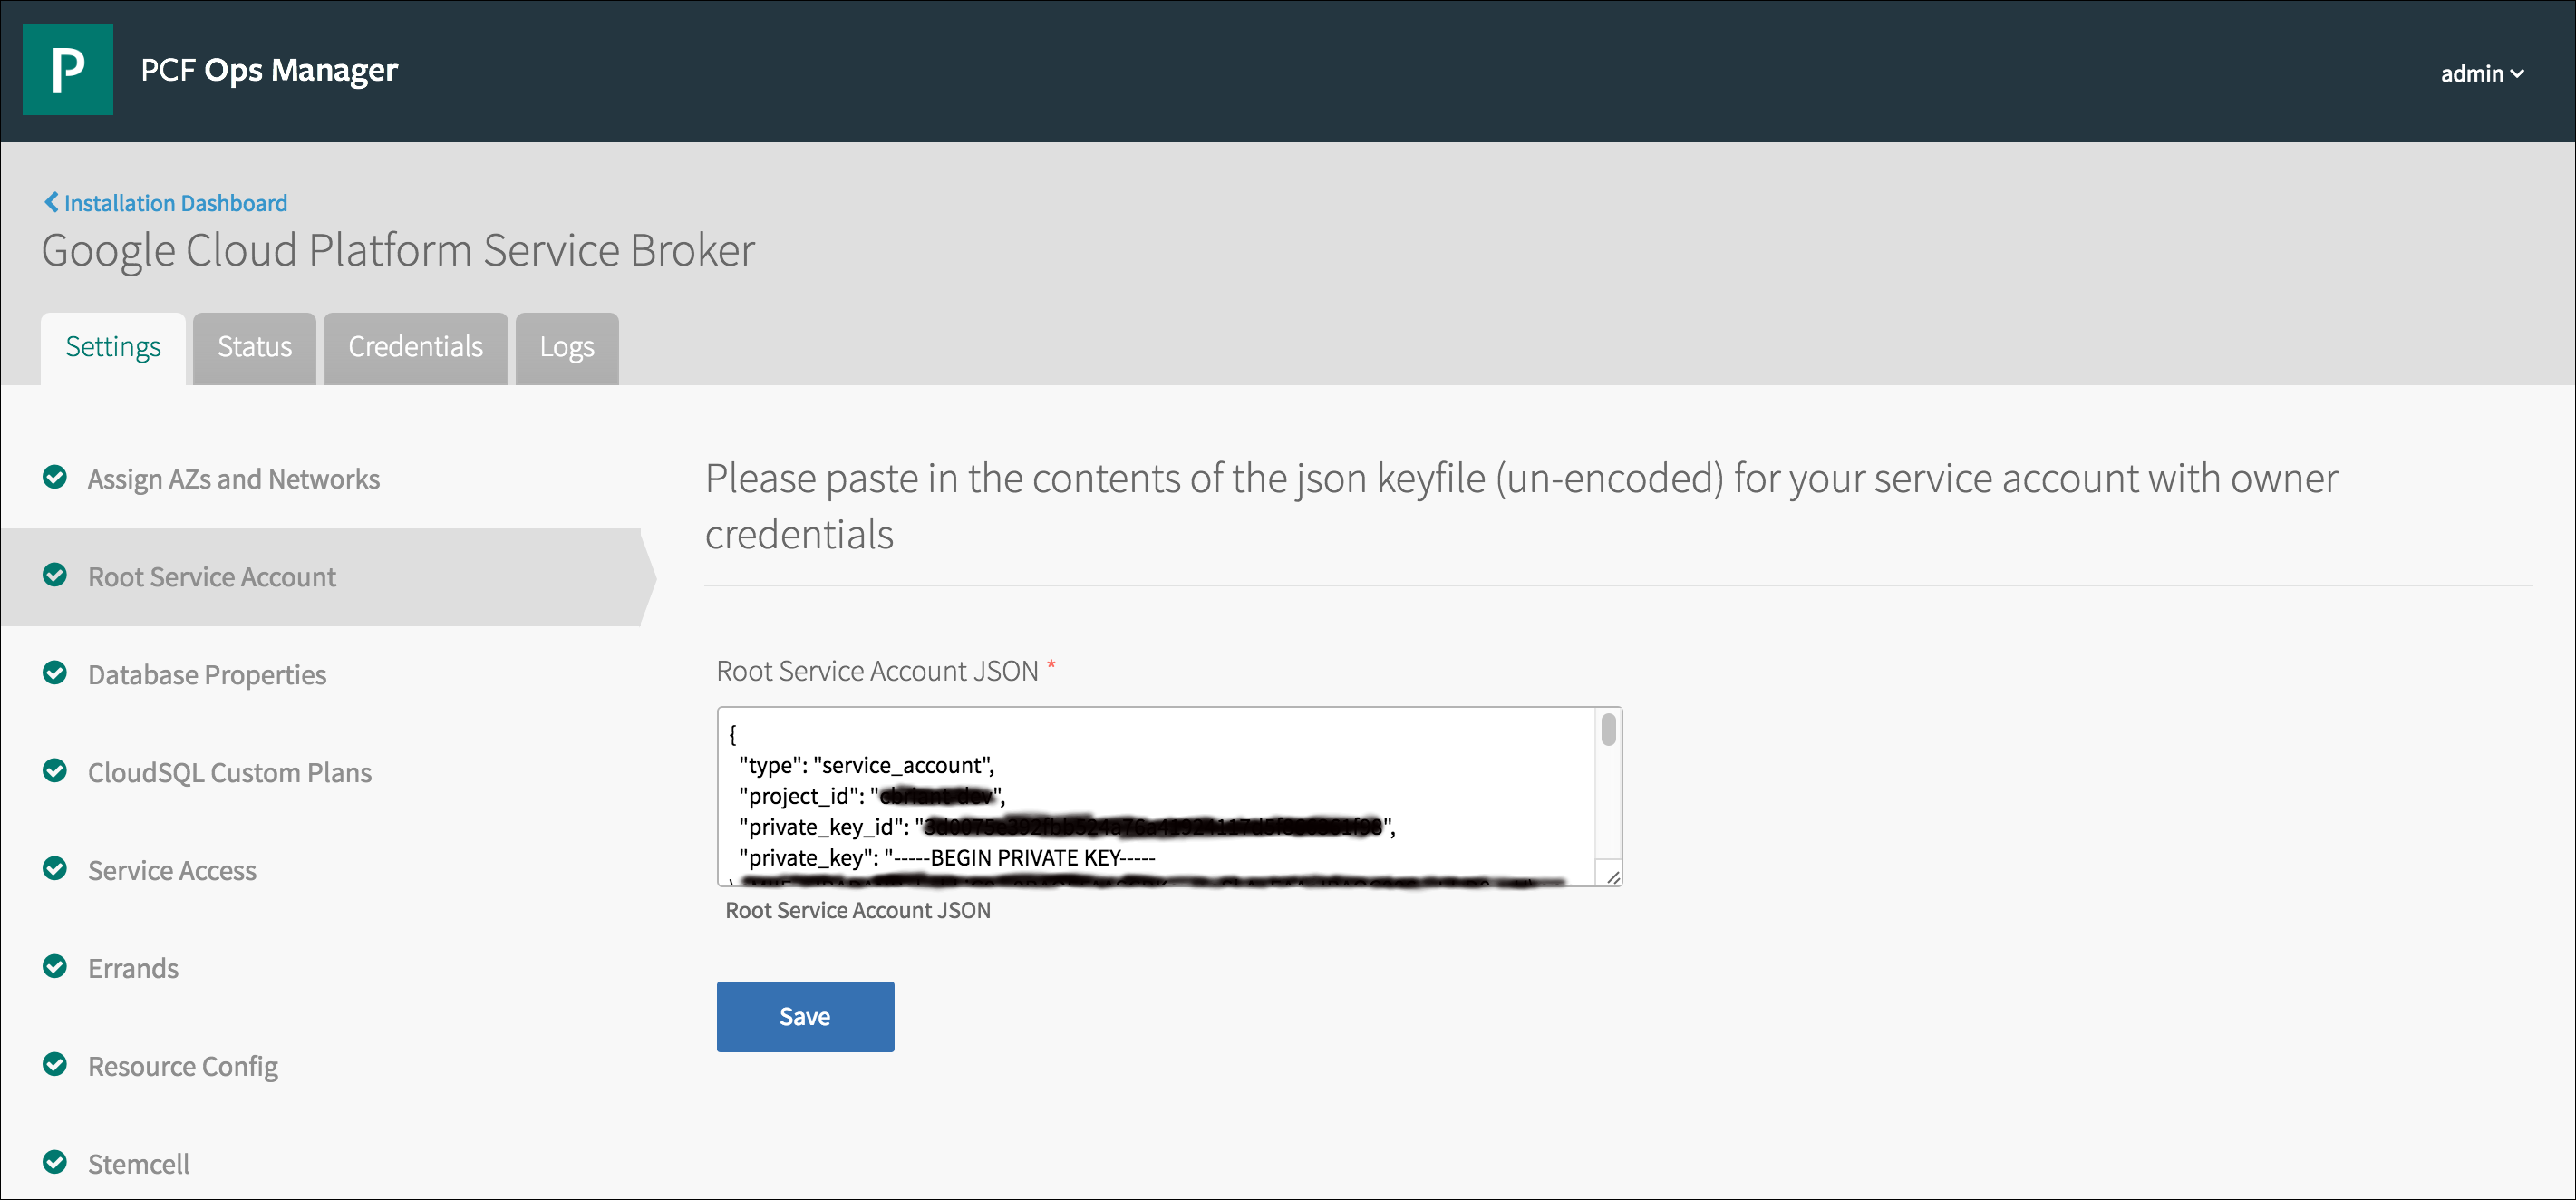 P
PCF Ops Manager
admin
Installation Dashboard
Google Cloud Platform Service Broker
Settings
Status
Credentials
Logs
Assign AZs and Networks
Root Service Account
Database Properties
CloudSQL Custom Plans
Service Access
Errands
Resource Config
Stemcell
Please paste in the contents of the json keyfile (un-encoded) for your service account with owner
credentials
Root Service Account JSON *
{
"type": "service_account",
"project_id": "",
"private_key_id": "",
"private_key": "-----BEGIN PRIVATE KEY-----
Root Service Account JSON
Save